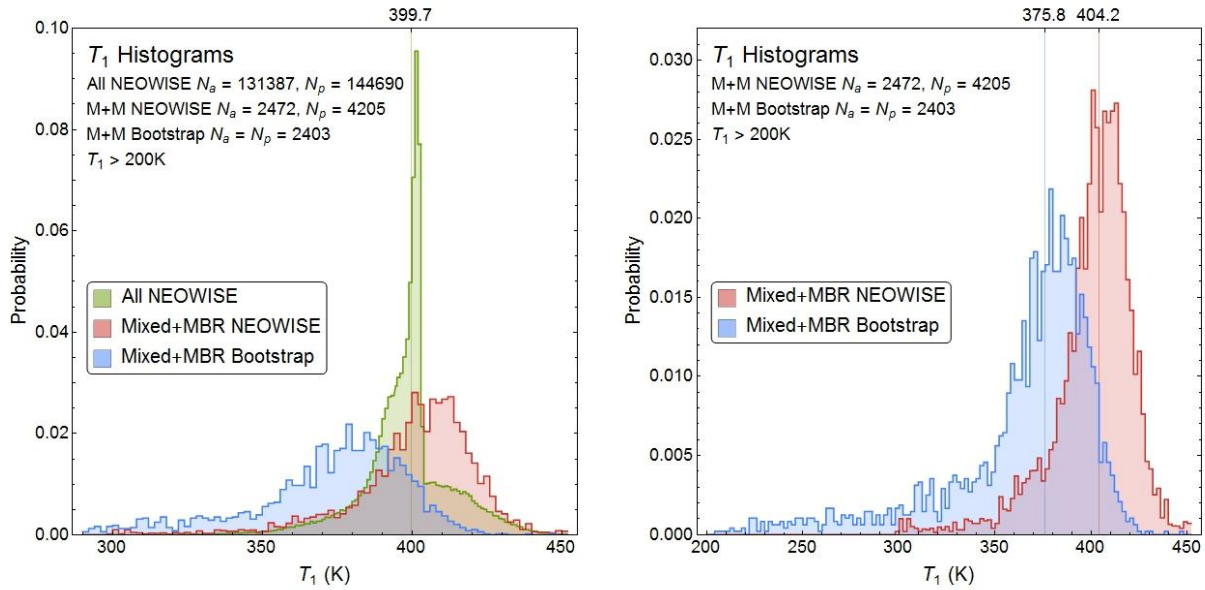 399.7
T₁ Histograms
All NEOWISE Nₐ = 131387, Nₚ = 144690
M+M NEOWISE Nₐ = 2472, Nₚ = 4205
M+M Bootstrap Nₐ = Nₚ = 2403
T₁ > 200K
All NEOWISE
Mixed+MBR NEOWISE
Mixed+MBR Bootstrap
Probability
0.10
0.08
0.06
0.04
0.02
0.00
300
350
400
450
T₁ (K)
375.8 404.2
T₁ Histograms
M+M NEOWISE Nₐ = 2472, Nₚ = 4205
M+M Bootstrap Nₐ = Nₚ = 2403
T₁ > 200K
Mixed+MBR NEOWISE
Mixed+MBR Bootstrap
Probability
0.030
0.025
0.020
0.015
0.010
0.005
0.000
200
250
300
350
400
450
T₁ (K)